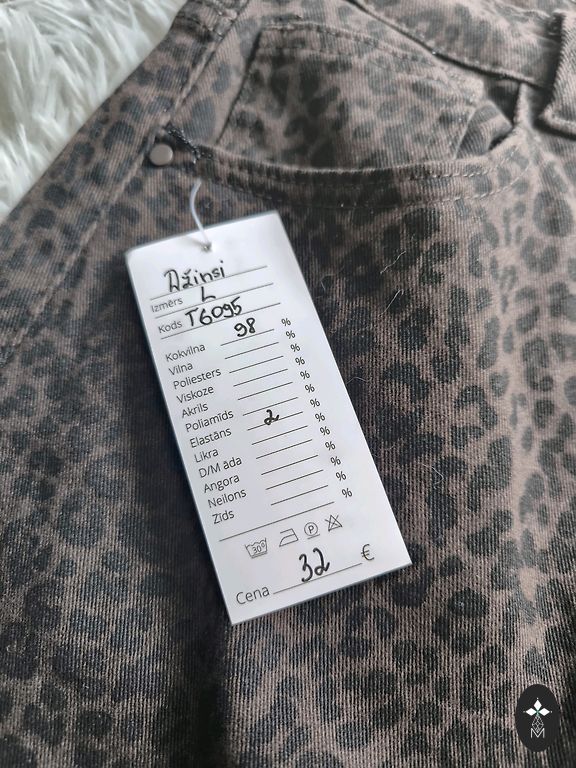 Džinsi
Izmērs L
Kods T6095
Kokvilna 98 %
Vilna %
Poliesters %
Viskoze %
Akrils %
Poliamīds %
Elastāns 2 %
Likra %
D/M āda %
Angora %
Neilons %
Zīds %
30°
P
Cena 32 €
M